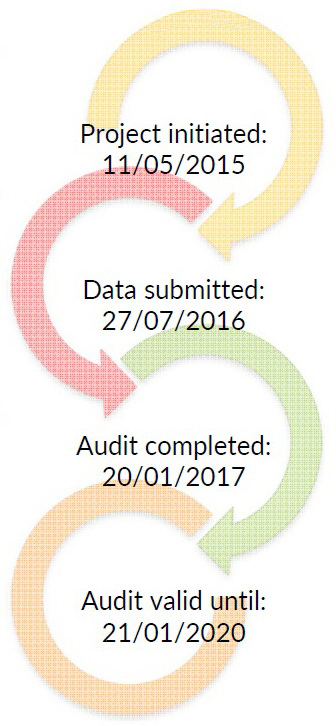 Project initiated:
11/05/2015
Data submitted:
27/07/2016
Audit completed:
20/01/2017
Audit valid until:
21/01/2020